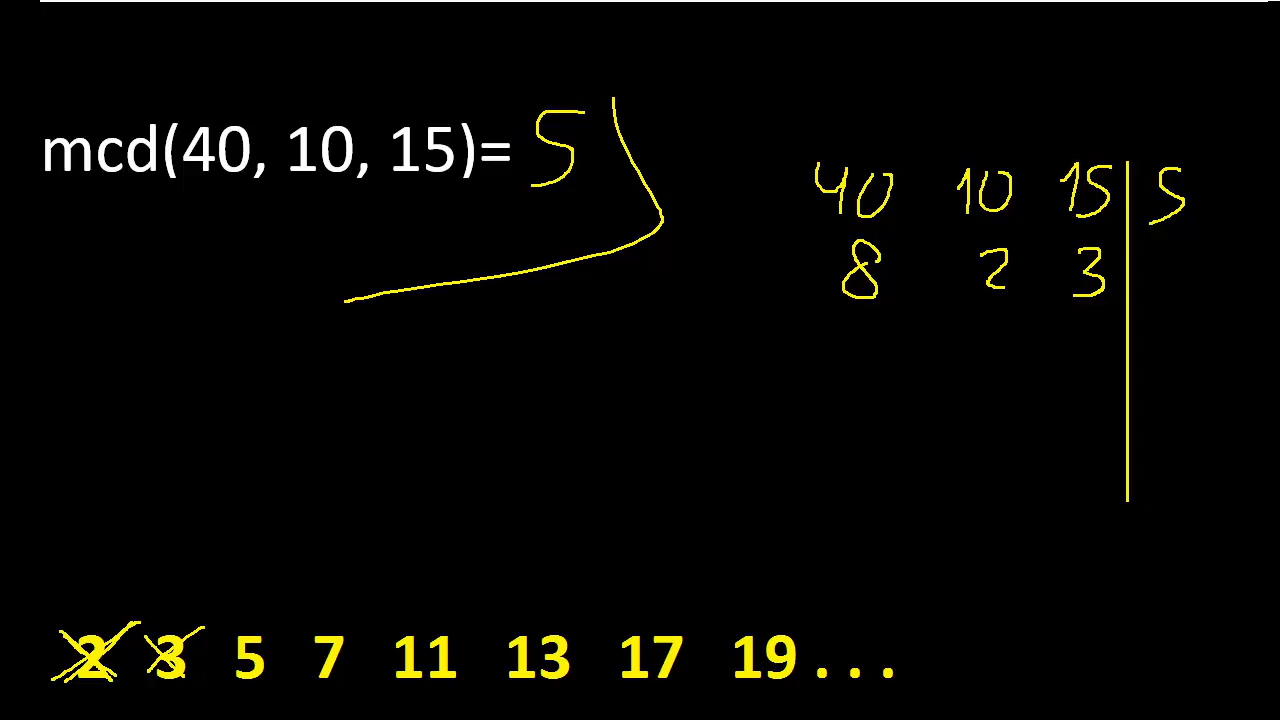 mcd(40, 10, 15)= 5
40 10 15 5
8 2 3
2 3 5 7 11 13 17 19 . . .